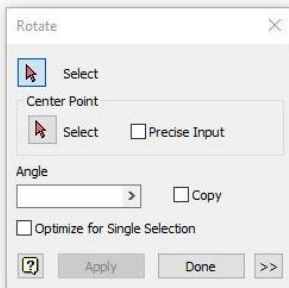 Rotate
Select
Center Point
Select Precise Input
Angle
> Copy
Optimize for Single Selection
? Apply Done >>